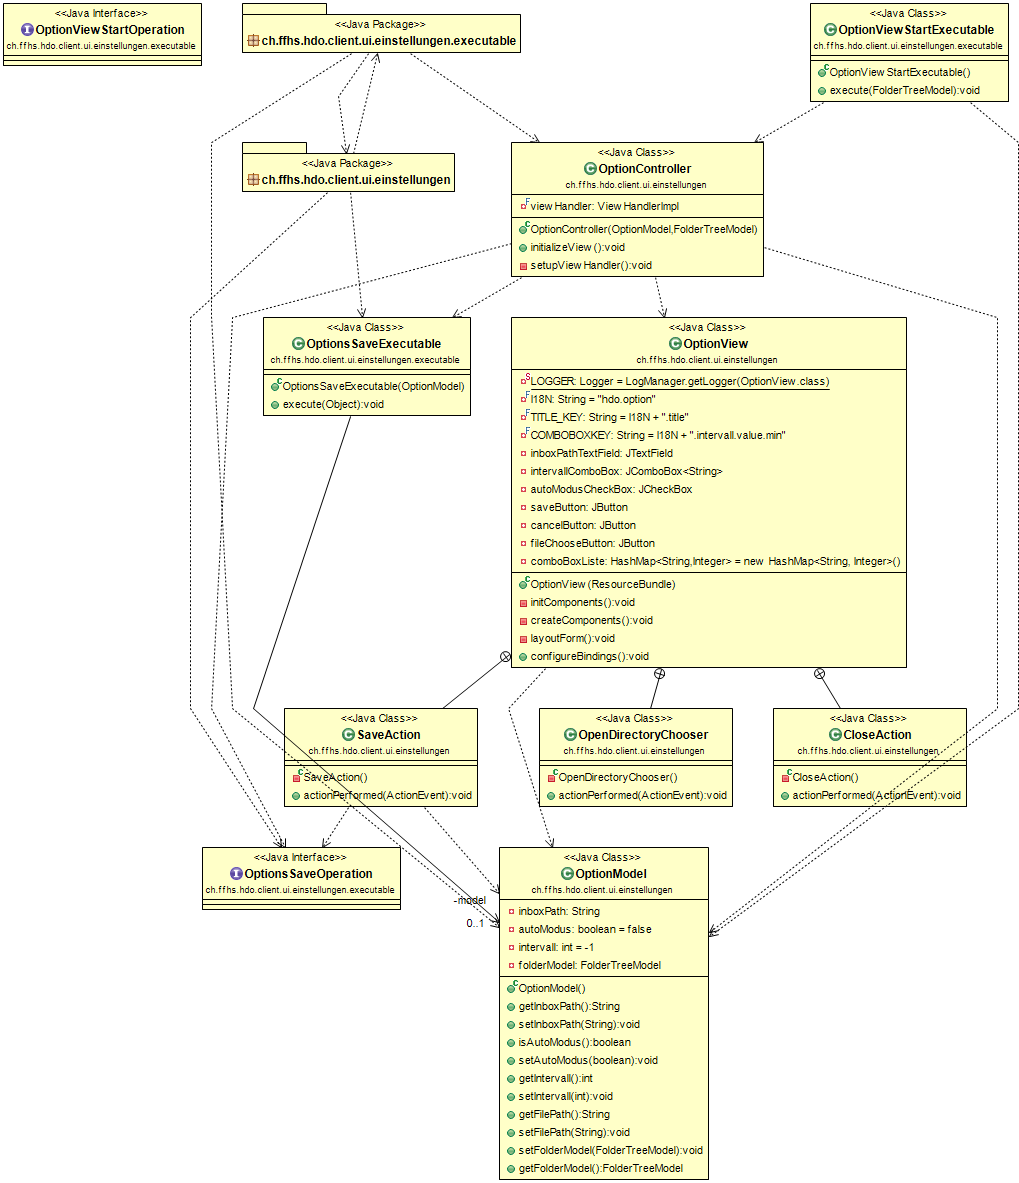 <<Java Interface>>
OptionViewStartOperation
ch.ffhs.hdo.client.ui.einstellungen.executable
<<Java Package>>
ch.ffhs.hdo.client.ui.einstellungen.executable
<<Java Class>>
OptionViewStartExecutable
ch.ffhs.hdo.client.ui.einstellungen.executable
OptionViewStartExecutable()
execute(FolderTreeModel):void
<<Java Package>>
ch.ffhs.hdo.client.ui.einstellungen
<<Java Class>>
OptionController
ch.ffhs.hdo.client.ui.einstellungen
viewHandler: ViewHandlerImpl
OptionController(OptionModel,FolderTreeModel)
initializeView():void
setupViewHandler():void
<<Java Class>>
OptionsSaveExecutable
ch.ffhs.hdo.client.ui.einstellungen.executable
OptionsSaveExecutable(OptionModel)
execute(Object):void
<<Java Class>>
OptionView
ch.ffhs.hdo.client.ui.einstellungen
LOGGER: Logger = LogManager.getLogger(OptionView.class)
I18N: String = "hdo.option"
TITLE_KEY: String = I18N + ".title"
COMBOBOXKEY: String = I18N + ".intervall.value.min"
inboxPathTextField: JTextField
intervallComboBox: JComboBox<String>
autoModusCheckBox: JCheckBox
saveButton: JButton
cancelButton: JButton
fileChooseButton: JButton
comboBoxListe: HashMap<String,Integer> = new HashMap<String, Integer>()
OptionView(ResourceBundle)
initComponents():void
createComponents():void
layoutForm():void
configureBindings():void
<<Java Class>>
SaveAction
ch.ffhs.hdo.client.ui.einstellungen
SaveAction()
actionPerformed(ActionEvent):void
<<Java Class>>
OpenDirectoryChooser
ch.ffhs.hdo.client.ui.einstellungen
OpenDirectoryChooser()
actionPerformed(ActionEvent):void
<<Java Class>>
CloseAction
ch.ffhs.hdo.client.ui.einstellungen
CloseAction()
actionPerformed(ActionEvent):void
<<Java Interface>>
OptionsSaveOperation
ch.ffhs.hdo.client.ui.einstellungen.executable
-model
0..1
<<Java Class>>
OptionModel
ch.ffhs.hdo.client.ui.einstellungen
inboxPath: String
autoModus: boolean = false
intervall: int = -1
folderModel: FolderTreeModel
OptionModel()
getInboxPath():String
setInboxPath(String):void
isAutoModus():boolean
setAutoModus(boolean):void
getIntervall():int
setIntervall(int):void
getFilePath():String
setFilePath(String):void
setFolderModel(FolderTreeModel):void
getFolderModel():FolderTreeModel